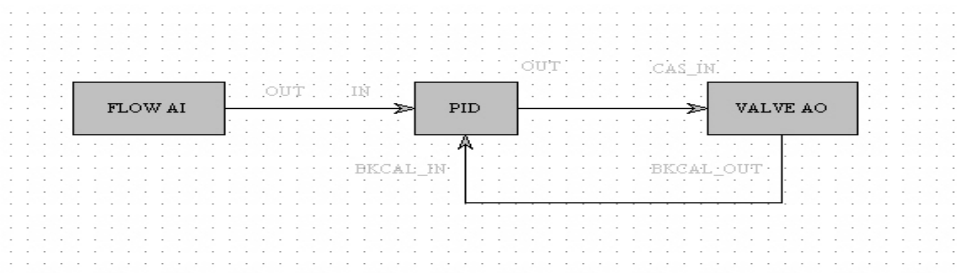 OUT CAS_IN
FLOW AI OUT IN PID VALVE AO
BKCAL_IN BKCAL_OUT